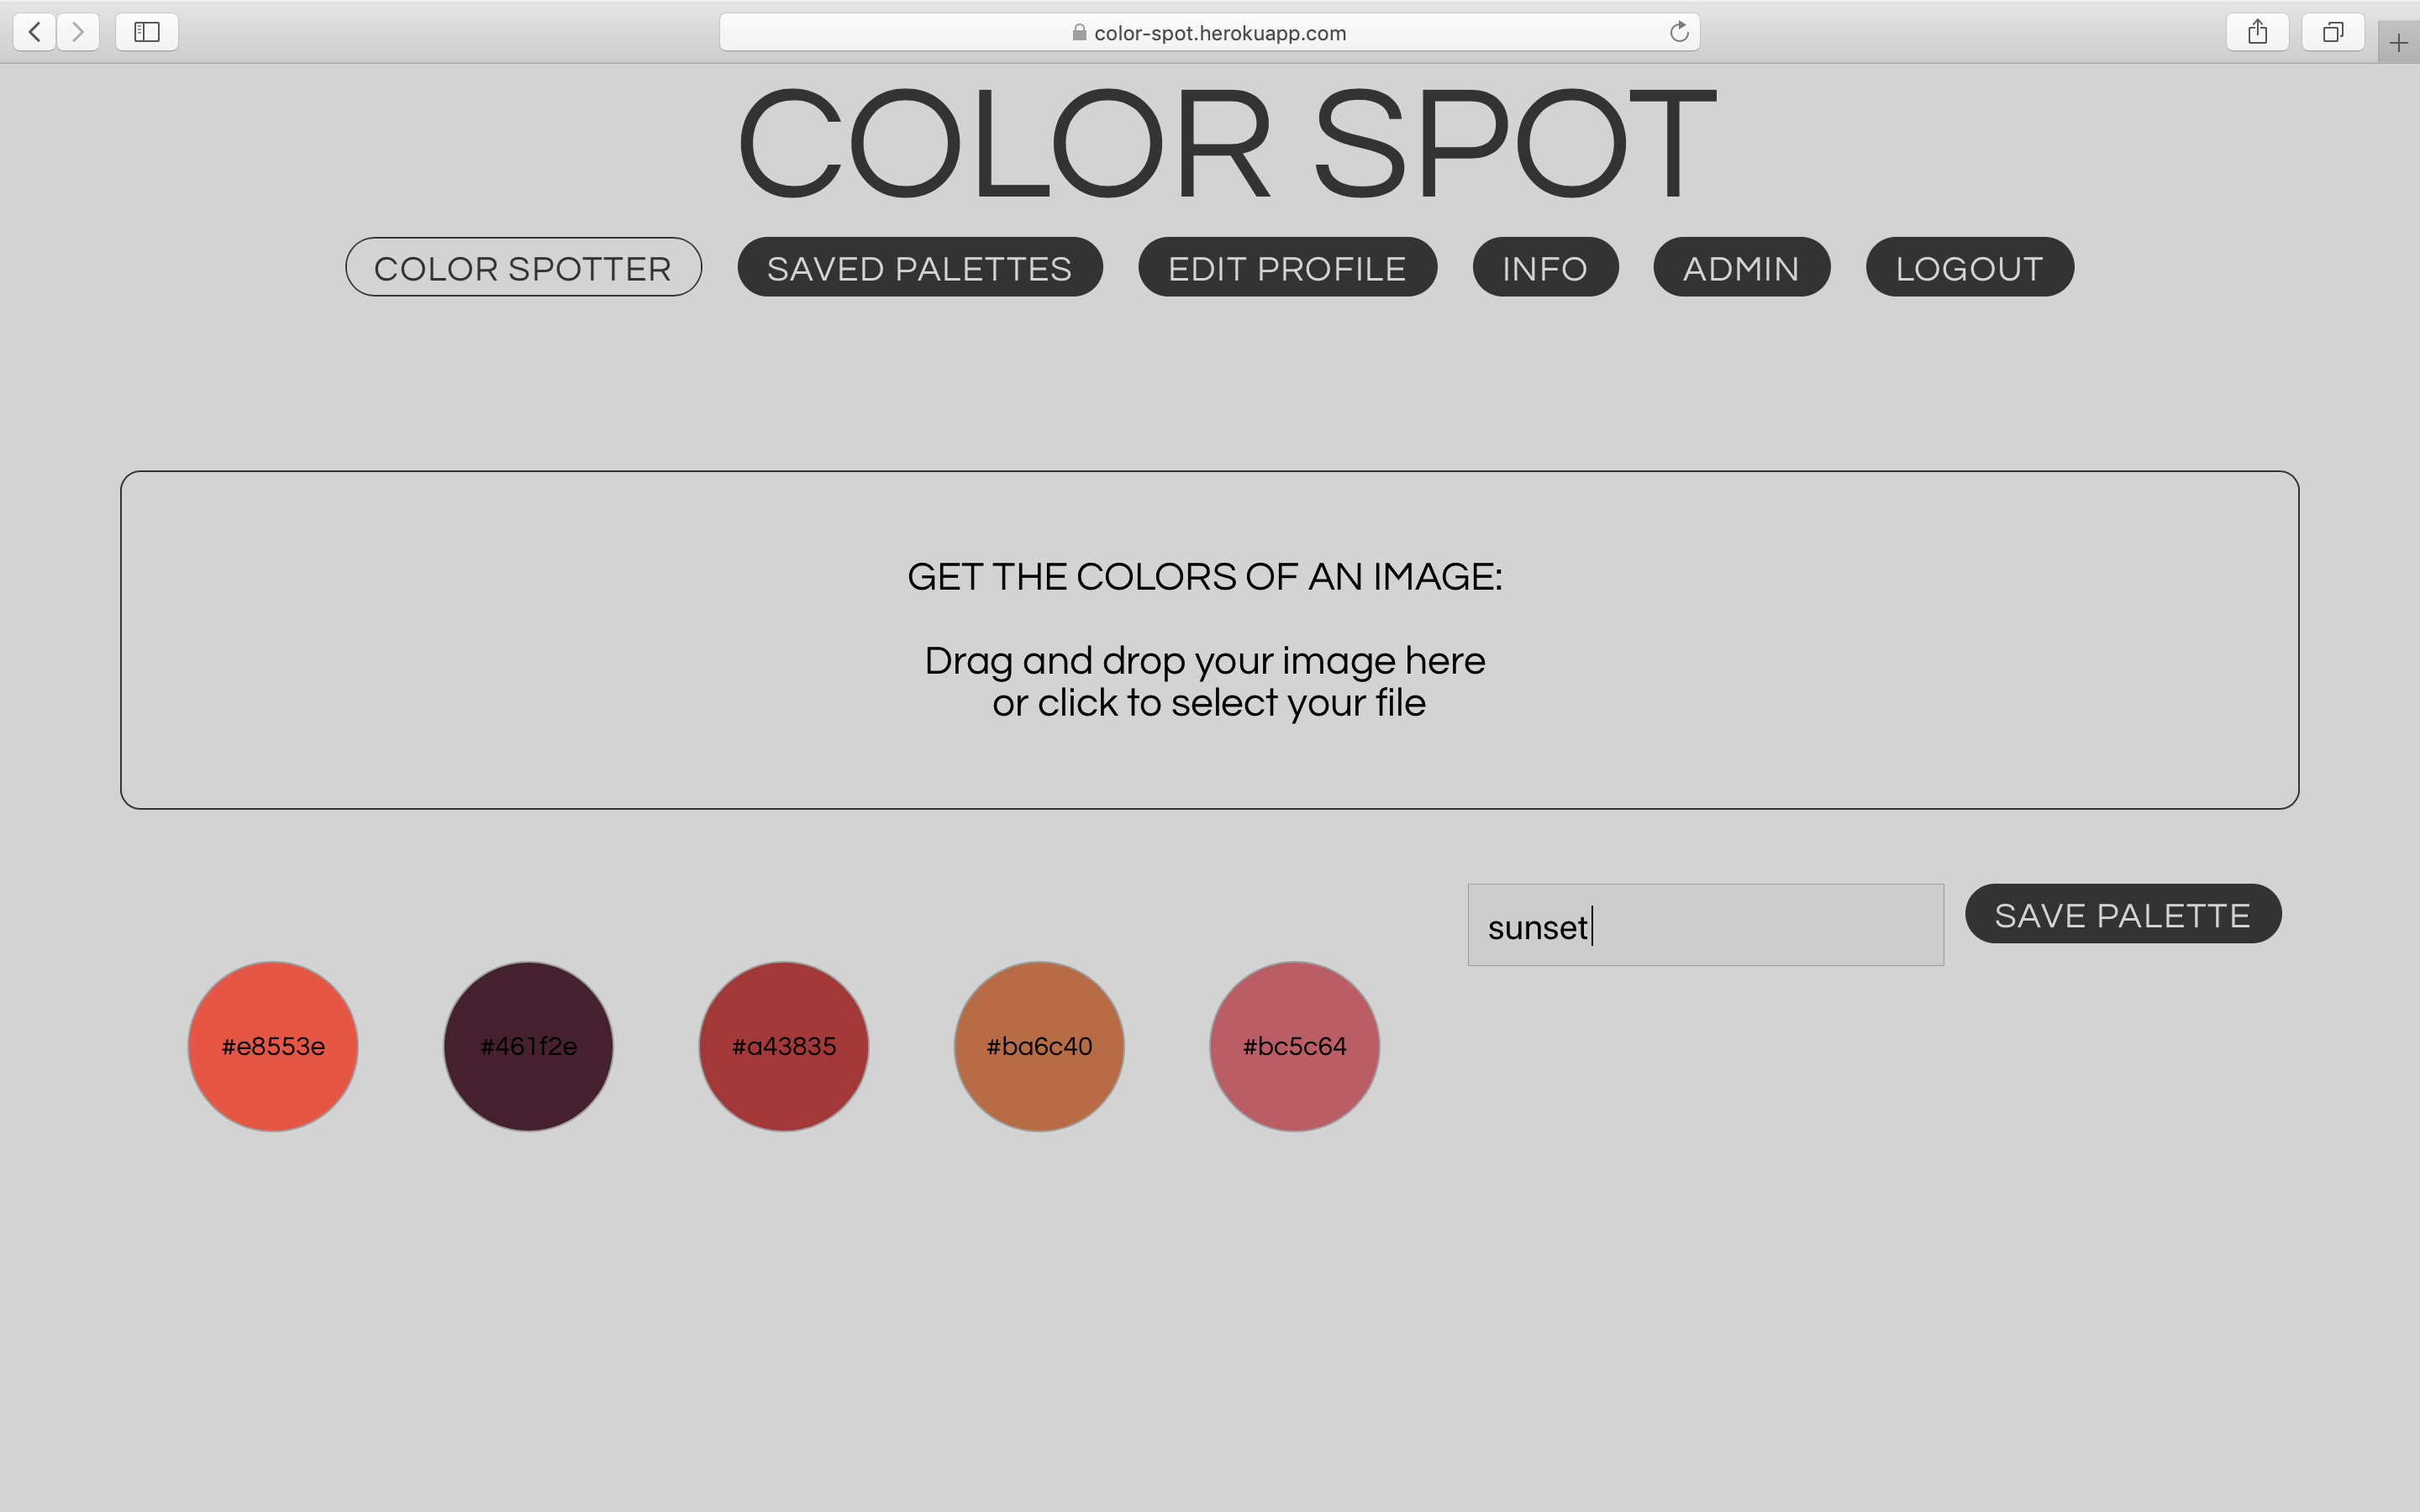 color-spot.herokuapp.com
COLOR SPOT
COLOR SPOTTER SAVED PALETTES EDIT PROFILE INFO ADMIN LOGOUT
GET THE COLORS OF AN IMAGE:
Drag and drop your image here
or click to select your file
sunset SAVE PALETTE
#e8553e #461f2e #a43835 #ba6c40 #bc5c64